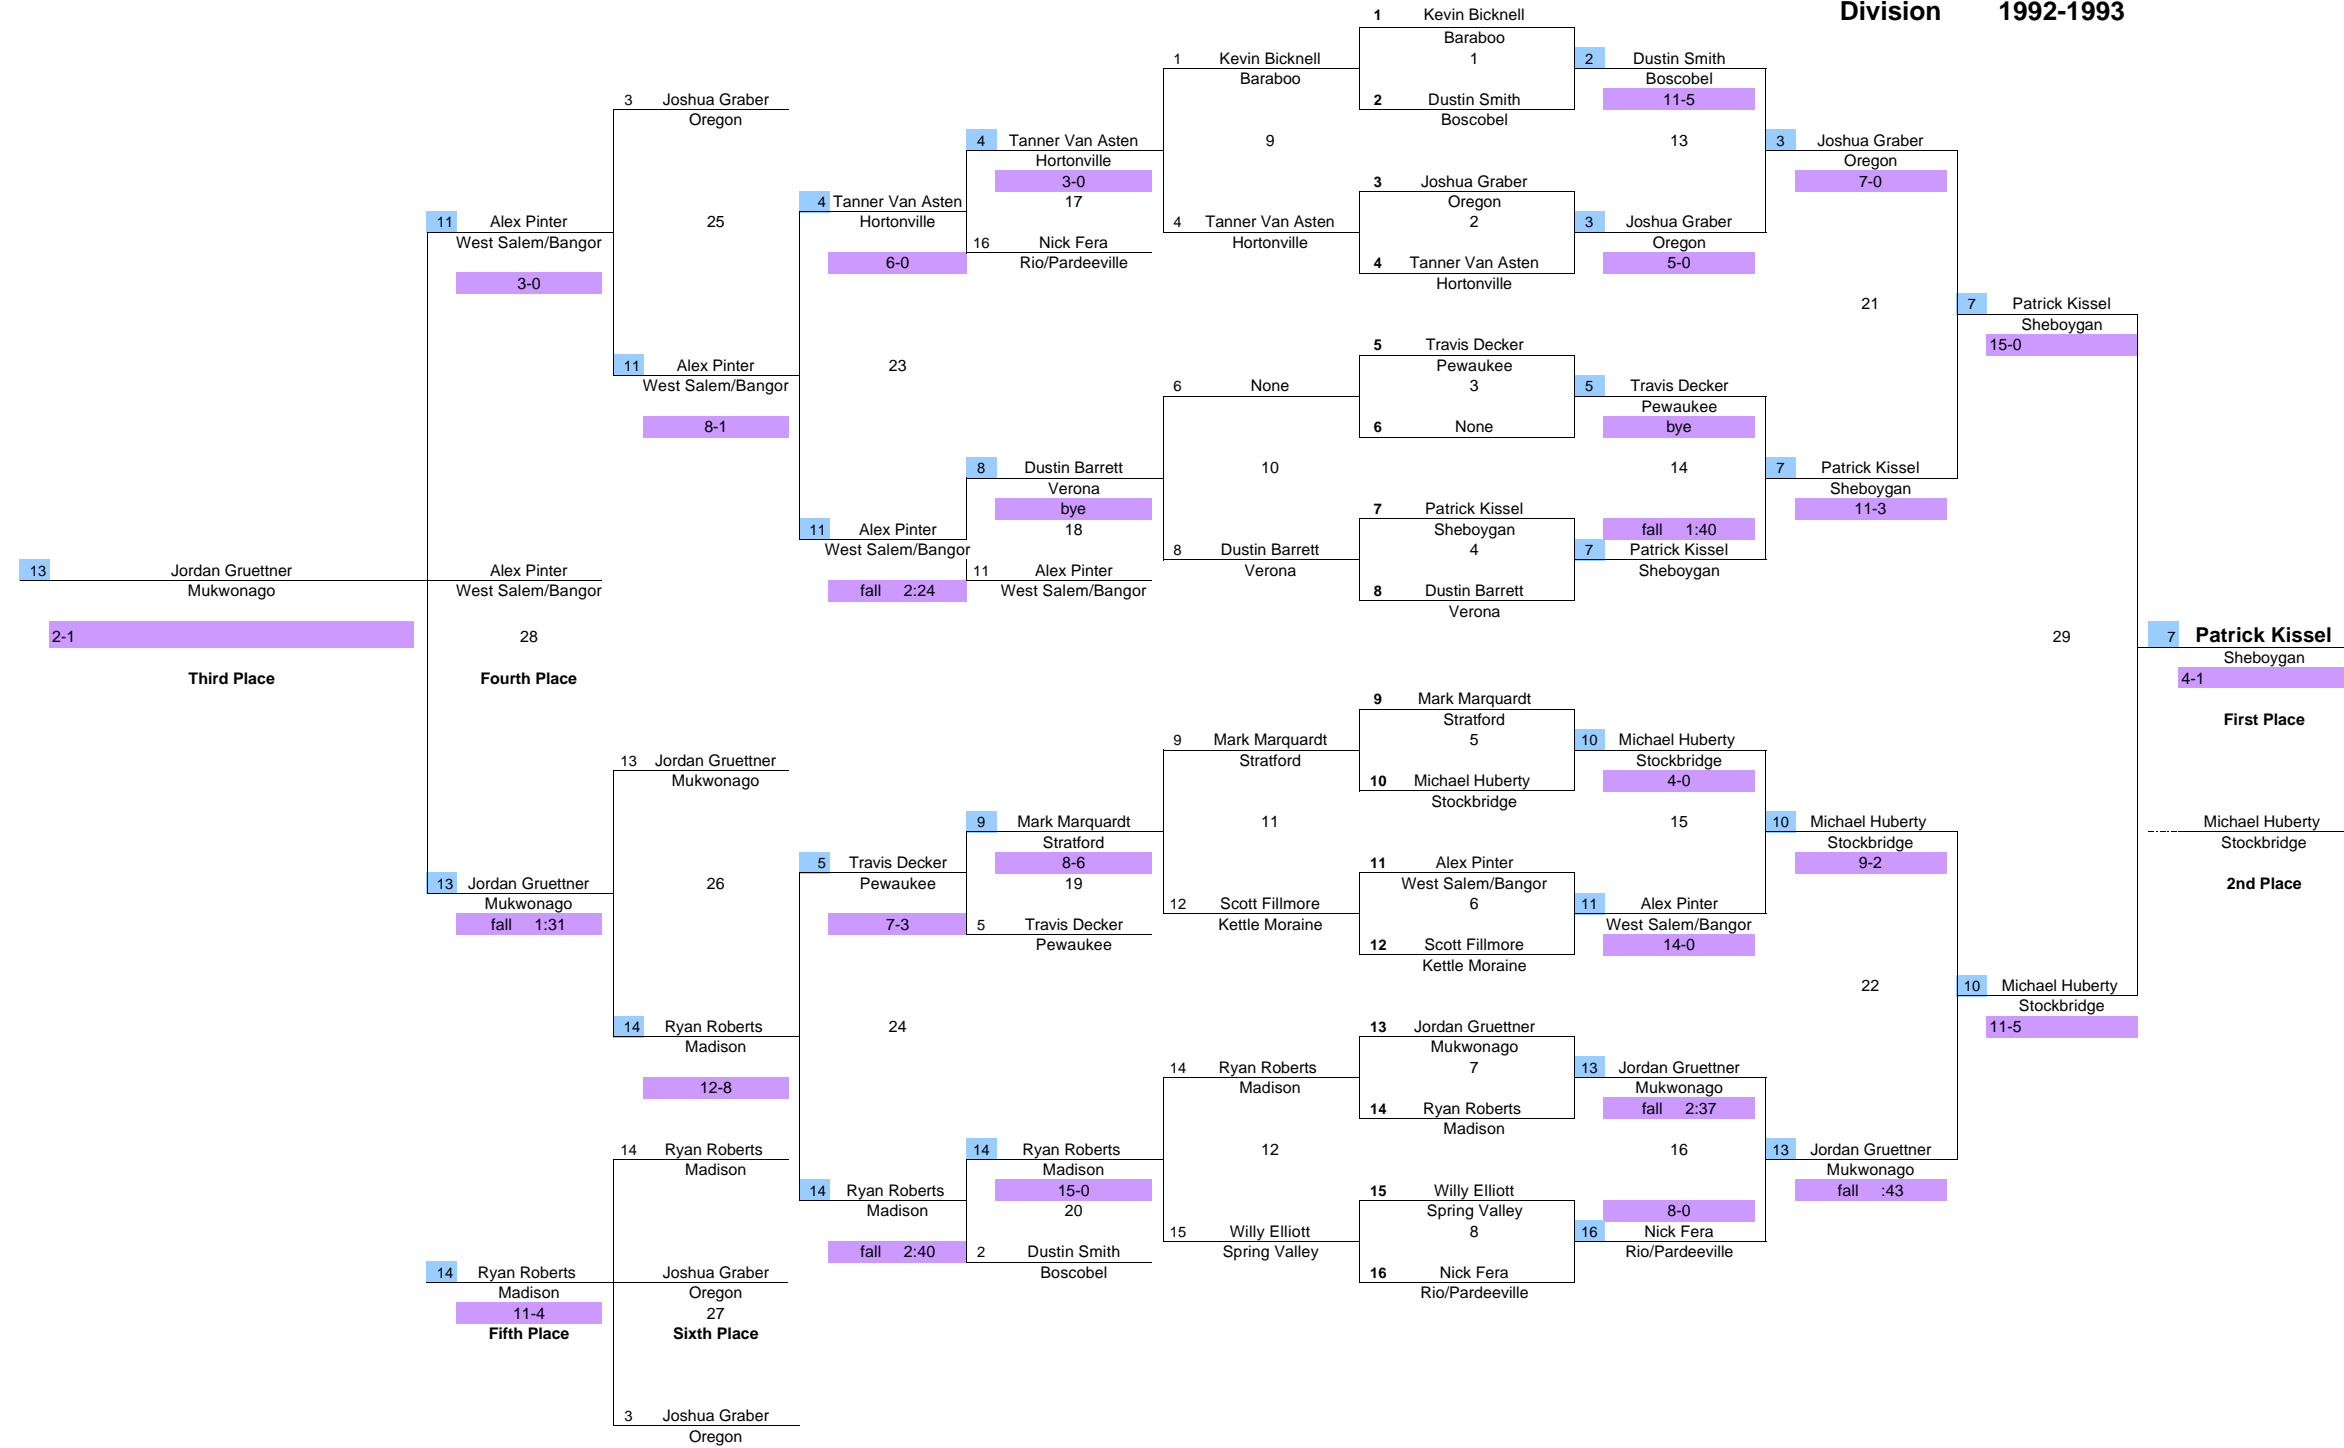 Division 1992-1993
1 Kevin Bicknell
Baraboo
1 Kevin Bicknell 1 2 Dustin Smith
Baraboo Boscobel
3 Joshua Graber 2 Dustin Smith 11-5
Oregon Boscobel
4 Tanner Van Asten 9 13 3 Joshua Graber
Hortonville Oregon
3-0 3 Joshua Graber 7-0
4 Tanner Van Asten 17 Oregon
11 Alex Pinter 25 Hortonville 4 Tanner Van Asten 2 3 Joshua Graber
West Salem/Bangor 16 Nick Fera Hortonville Oregon
6-0 Rio/Pardeeville 4 Tanner Van Asten 5-0
3-0 Hortonville
21 7 Patrick Kissel
Sheboygan
5 Travis Decker 15-0
11 Alex Pinter 23 Pewaukee
West Salem/Bangor 6 None 3 5 Travis Decker
Pewaukee
8-1 6 None bye
8 Dustin Barrett 10 14 7 Patrick Kissel
Verona Sheboygan
bye 7 Patrick Kissel 11-3
11 Alex Pinter 18 Sheboygan fall 1:40
West Salem/Bangor 8 Dustin Barrett 4 7 Patrick Kissel
13 Jordan Gruettner Alex Pinter 11 Alex Pinter Verona Sheboygan
Mukwonago West Salem/Bangor fall 2:24 West Salem/Bangor 8 Dustin Barrett
Verona
2-1 28 29 7 Patrick Kissel
Sheboygan
Third Place Fourth Place 4-1
9 Mark Marquardt
Stratford First Place
9 Mark Marquardt 5 10 Michael Huberty
13 Jordan Gruettner Stratford Stockbridge
Mukwonago 10 Michael Huberty 4-0
Stockbridge
9 Mark Marquardt 11 15 10 Michael Huberty Michael Huberty
Stratford Stockbridge Stockbridge
5 Travis Decker 8-6 11 Alex Pinter 9-2
13 Jordan Gruettner 26 Pewaukee 19 West Salem/Bangor 2nd Place
Mukwonago 12 Scott Fillmore 6 11 Alex Pinter
fall 1:31 7-3 5 Travis Decker Kettle Moraine West Salem/Bangor
Pewaukee 12 Scott Fillmore 14-0
Kettle Moraine
22 10 Michael Huberty
Stockbridge
14 Ryan Roberts 24 13 Jordan Gruettner 11-5
Madison Mukwonago
14 Ryan Roberts 7 13 Jordan Gruettner
12-8 Madison Mukwonago
14 Ryan Roberts fall 2:37
Madison
14 Ryan Roberts 14 Ryan Roberts 12 16 13 Jordan Gruettner
Madison Madison Mukwonago
14 Ryan Roberts 15-0 15 Willy Elliott fall :43
Madison 20 Spring Valley 8-0
15 Willy Elliott 8 16 Nick Fera
fall 2:40 2 Dustin Smith Spring Valley Rio/Pardeeville
14 Ryan Roberts Joshua Graber Boscobel 16 Nick Fera
Madison Oregon Rio/Pardeeville
11-4 27
Fifth Place Sixth Place
3 Joshua Graber
Oregon